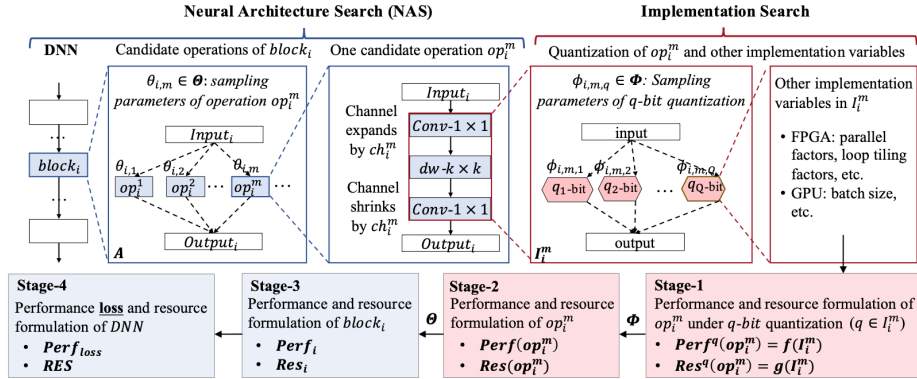 Neural Architecture Search (NAS)
Implementation Search
DNN
Candidate operations of block_i
One candidate operation op_i^m
Quantization of op_i^m and other implementation variables
...
block_i
...
θ_{i,m} ∈ Θ: sampling
parameters of operation op_i^m
Input_i
θ_{i,1} θ_{i,2} θ_{i,m}
op_i^1 op_i^2 ... op_i^m ...
Output_i
A
Input_i
Channel
expands
by ch_i^m
Conv-1 × 1
dw-k × k
Channel
shrinks
by ch_i^m
Conv-1 × 1
Output_i
I_i^m
ϕ_{i,m,q} ∈ Φ: Sampling
parameters of q-bit quantization
input
ϕ_{i,m,1} ϕ_{i,m,2} ϕ_{i,m,Q}
q_1-bit q_2-bit ... q_Q-bit
output
Other
implementation
variables in I_i^m
• FPGA: parallel
factors, loop tiling
factors, etc.
• GPU: batch size,
etc.
Stage-4
Performance loss and resource
formulation of DNN
• Perf_{loss}
• RES
Stage-3
Performance and resource
formulation of block_i
• Perf_i
• Res_i
Θ
Stage-2
Performance and resource
formulation of op_i^m
• Perf(op_i^m)
• Res(op_i^m)
Φ
Stage-1
Performance and resource formulation of
op_i^m under q-bit quantization (q ∈ I_i^m)
• Perf^q(op_i^m) = f(I_i^m)
• Res^q(op_i^m) = g(I_i^m)